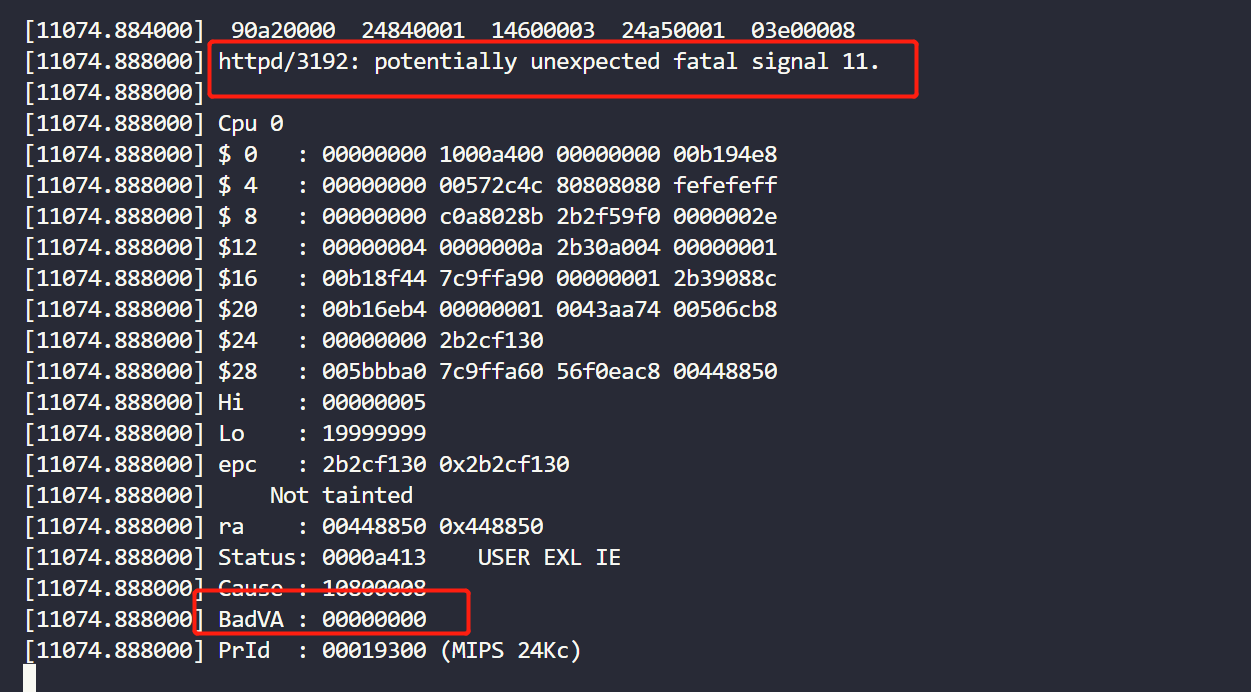 [11074.884000]  90a20000  24840001  14600003  24a50001  03e00008
[11074.888000] httpd/3192: potentially unexpected fatal signal 11.
[11074.888000]
[11074.888000] Cpu 0
[11074.888000] $ 0   : 00000000 1000a400 00000000 00b194e8
[11074.888000] $ 4   : 00000000 00572c4c 80808080 fefefeff
[11074.888000] $ 8   : 00000000 c0a8028b 2b2f59f0 0000002e
[11074.888000] $12   : 00000004 0000000a 2b30a004 00000001
[11074.888000] $16   : 00b18f44 7c9ffa90 00000001 2b39088c
[11074.888000] $20   : 00b16eb4 00000001 0043aa74 00506cb8
[11074.888000] $24   : 00000000 2b2cf130
[11074.888000] $28   : 005bbba0 7c9ffa60 56f0eac8 00448850
[11074.888000] Hi    : 00000005
[11074.888000] Lo    : 19999999
[11074.888000] epc   : 2b2cf130 0x2b2cf130
[11074.888000]     Not tainted
[11074.888000] ra    : 00448850 0x448850
[11074.888000] Status: 0000a413    USER EXL IE
[11074.888000] Cause : 10800008
[11074.888000] BadVA : 00000000
[11074.888000] PrId  : 00019300 (MIPS 24Kc)